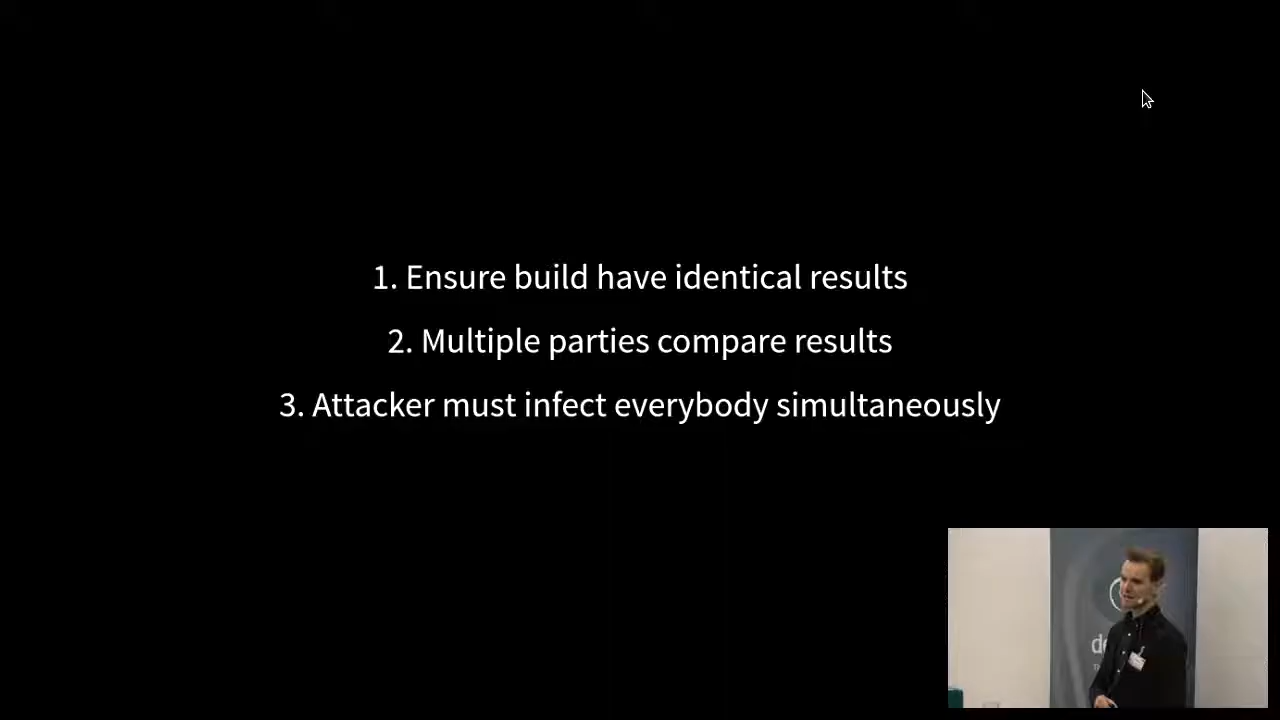 1. Ensure build have identical results
2. Multiple parties compare results
3. Attacker must infect everybody simultaneously